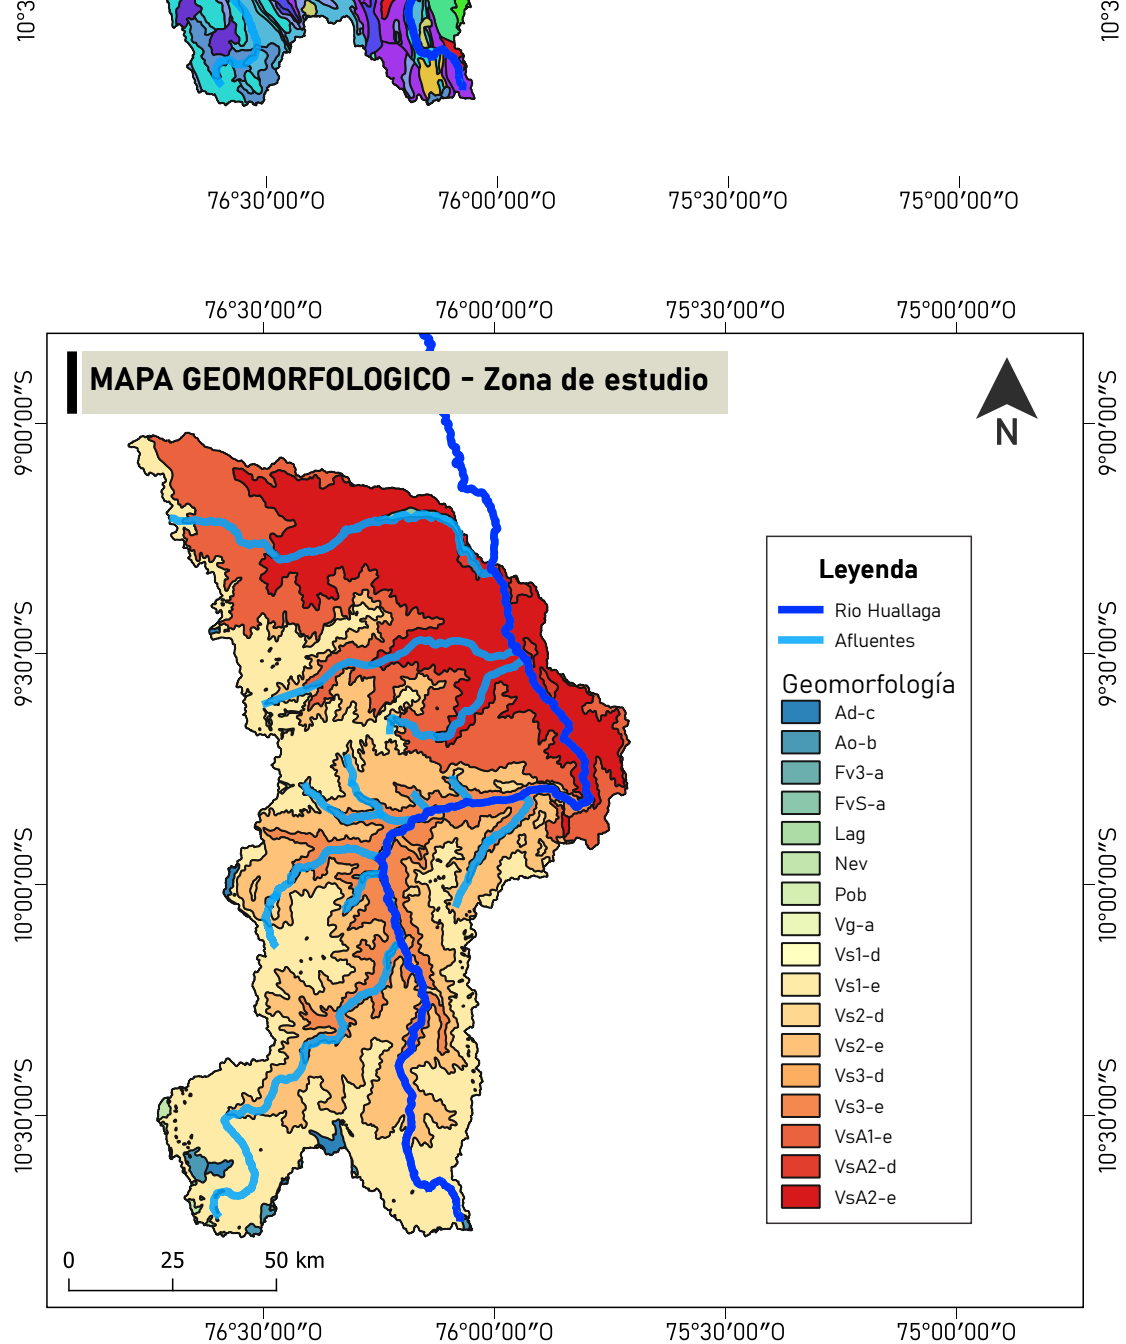 10°3
10°3
76°30′00″O 76°00′00″O 75°30′00″O 75°00′00″O
76°30′00″O 76°00′00″O 75°30′00″O 75°00′00″O
MAPA GEOMORFOLOGICO - Zona de estudio
N
9°00′00″S
9°00′00″S
9°30′00″S
9°30′00″S
10°00′00″S
10°00′00″S
10°30′00″S
10°30′00″S
Leyenda
Rio Huallaga
Afluentes
Geomorfología
Ad-c
Ao-b
Fv3-a
FvS-a
Lag
Nev
Pob
Vg-a
Vs1-d
Vs1-e
Vs2-d
Vs2-e
Vs3-d
Vs3-e
VsA1-e
VsA2-d
VsA2-e
0 25 50 km
76°30′00″O 76°00′00″O 75°30′00″O 75°00′00″O